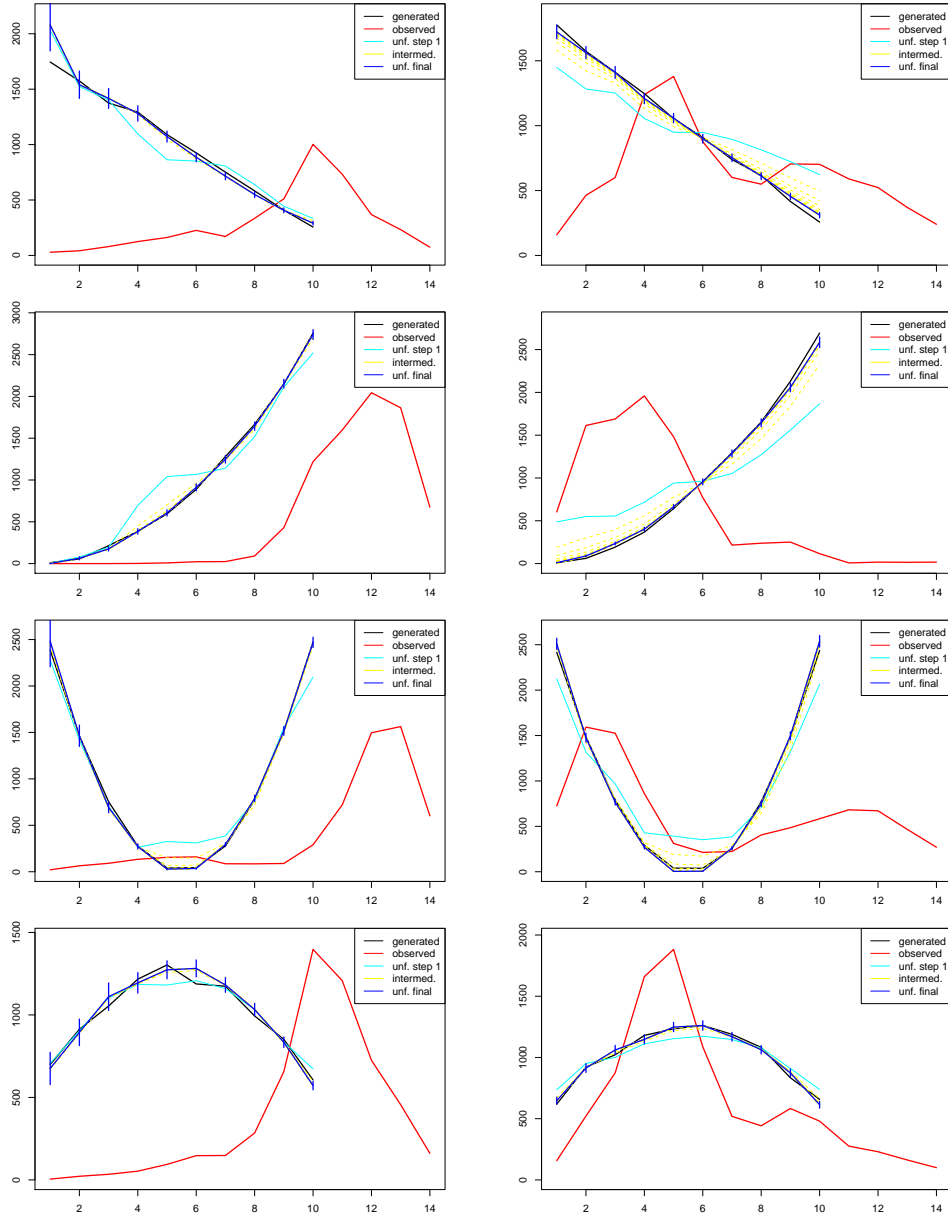 generated
observed
unf. step 1
intermed.
unf. final
0 500 1000 1500 2000
2 4 6 8 10 12 14
generated
observed
unf. step 1
intermed.
unf. final
0 500 1000 1500
2 4 6 8 10 12 14
generated
observed
unf. step 1
intermed.
unf. final
0 500 1000 1500 2000 2500 3000
2 4 6 8 10 12 14
generated
observed
unf. step 1
intermed.
unf. final
0 500 1000 1500 2000 2500
2 4 6 8 10 12 14
generated
observed
unf. step 1
intermed.
unf. final
0 500 1000 1500 2000 2500
2 4 6 8 10 12 14
generated
observed
unf. step 1
intermed.
unf. final
0 500 1000 1500 2000 2500
2 4 6 8 10 12 14
generated
observed
unf. step 1
intermed.
unf. final
0 500 1000 1500
2 4 6 8 10 12 14
generated
observed
unf. step 1
intermed.
unf. final
0 500 1000 1500 2000
2 4 6 8 10 12 14